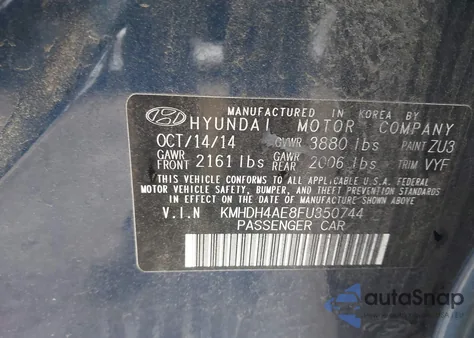 MANUFACTURED IN KOREA BY
HYUNDAI MOTOR COMPANY
OCT/14/14 GVWR 3880 lbs PAINT ZU3
GAWR FRONT 2161 lbs GAWR REAR 2006 lbs TRIM VYF
THIS VEHICLE CONFORMS TO ALL APPLICABLE U.S.A. FEDERAL
MOTOR VEHICLE SAFETY, BUMPER, AND THEFT PREVENTION STANDARDS
IN EFFECT ON THE DATE OF MANUFACTURE SHOWN ABOVE.
V.I.N KMHDH4AE8FU350744
PASSENGER CAR
autoSnap